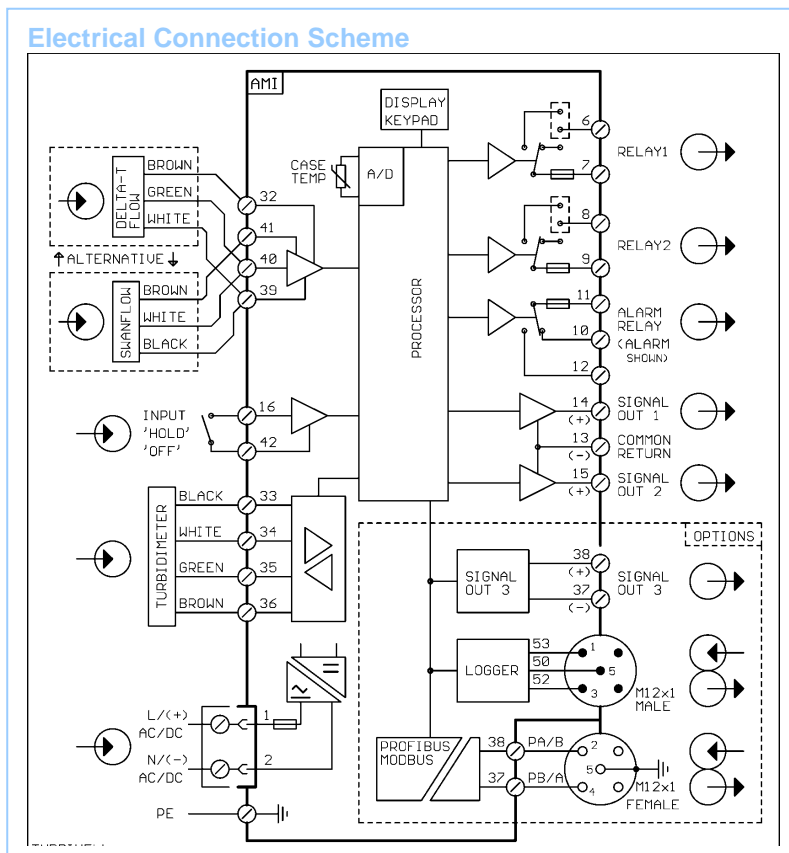 Electrical Connection Scheme
AMI
DISPLAY
KEYPAD
CASE
TEMP
A/D
PROCESSOR
DELTA-T
FLOW
BROWN
GREEN
WHITE
32
41
40
39
ALTERNATIVE
SWANFLOW
BROWN
WHITE
BLACK
INPUT
'HOLD'
'OFF'
16
42
TURBIDIMETER
BLACK
WHITE
GREEN
BROWN
33
34
35
36
L/(+)
AC/DC
1
N/(-)
AC/DC
2
PE
6
7
RELAY1
8
9
RELAY2
11
10
12
ALARM
RELAY
(ALARM
SHOWN)
14
(+)
SIGNAL
OUT 1
13
(-)
COMMON
RETURN
15
(+)
SIGNAL
OUT 2
OPTIONS
SIGNAL
OUT 3
38
(+)
37
(-)
SIGNAL
OUT 3
LOGGER
53
50
52
1
5
3
M12x1
MALE
PROFIBUS
MODBUS
38
PA/B
37
PB/A
2
5
4
M12x1
FEMALE